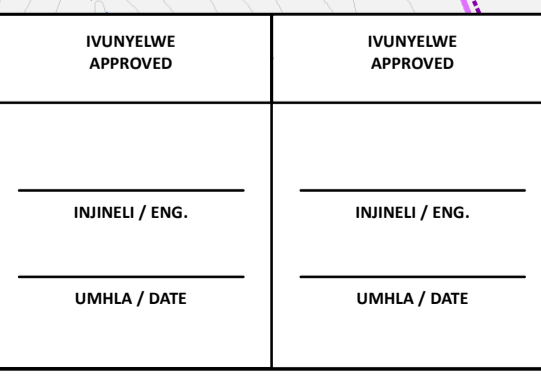 IVUNYELWE
APPROVED
IVUNYELWE
APPROVED
INJINELI / ENG.
UMHLA / DATE
INJINELI / ENG.
UMHLA / DATE